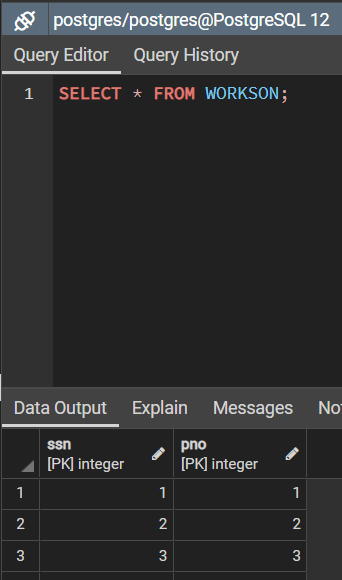 postgres/postgres@PostgreSQL 12
Query Editor Query History
1 SELECT * FROM WORKSON;
Data Output Explain Messages No
ssn pno
[PK] integer [PK] integer
1 1 1
2 2 2
3 3 3